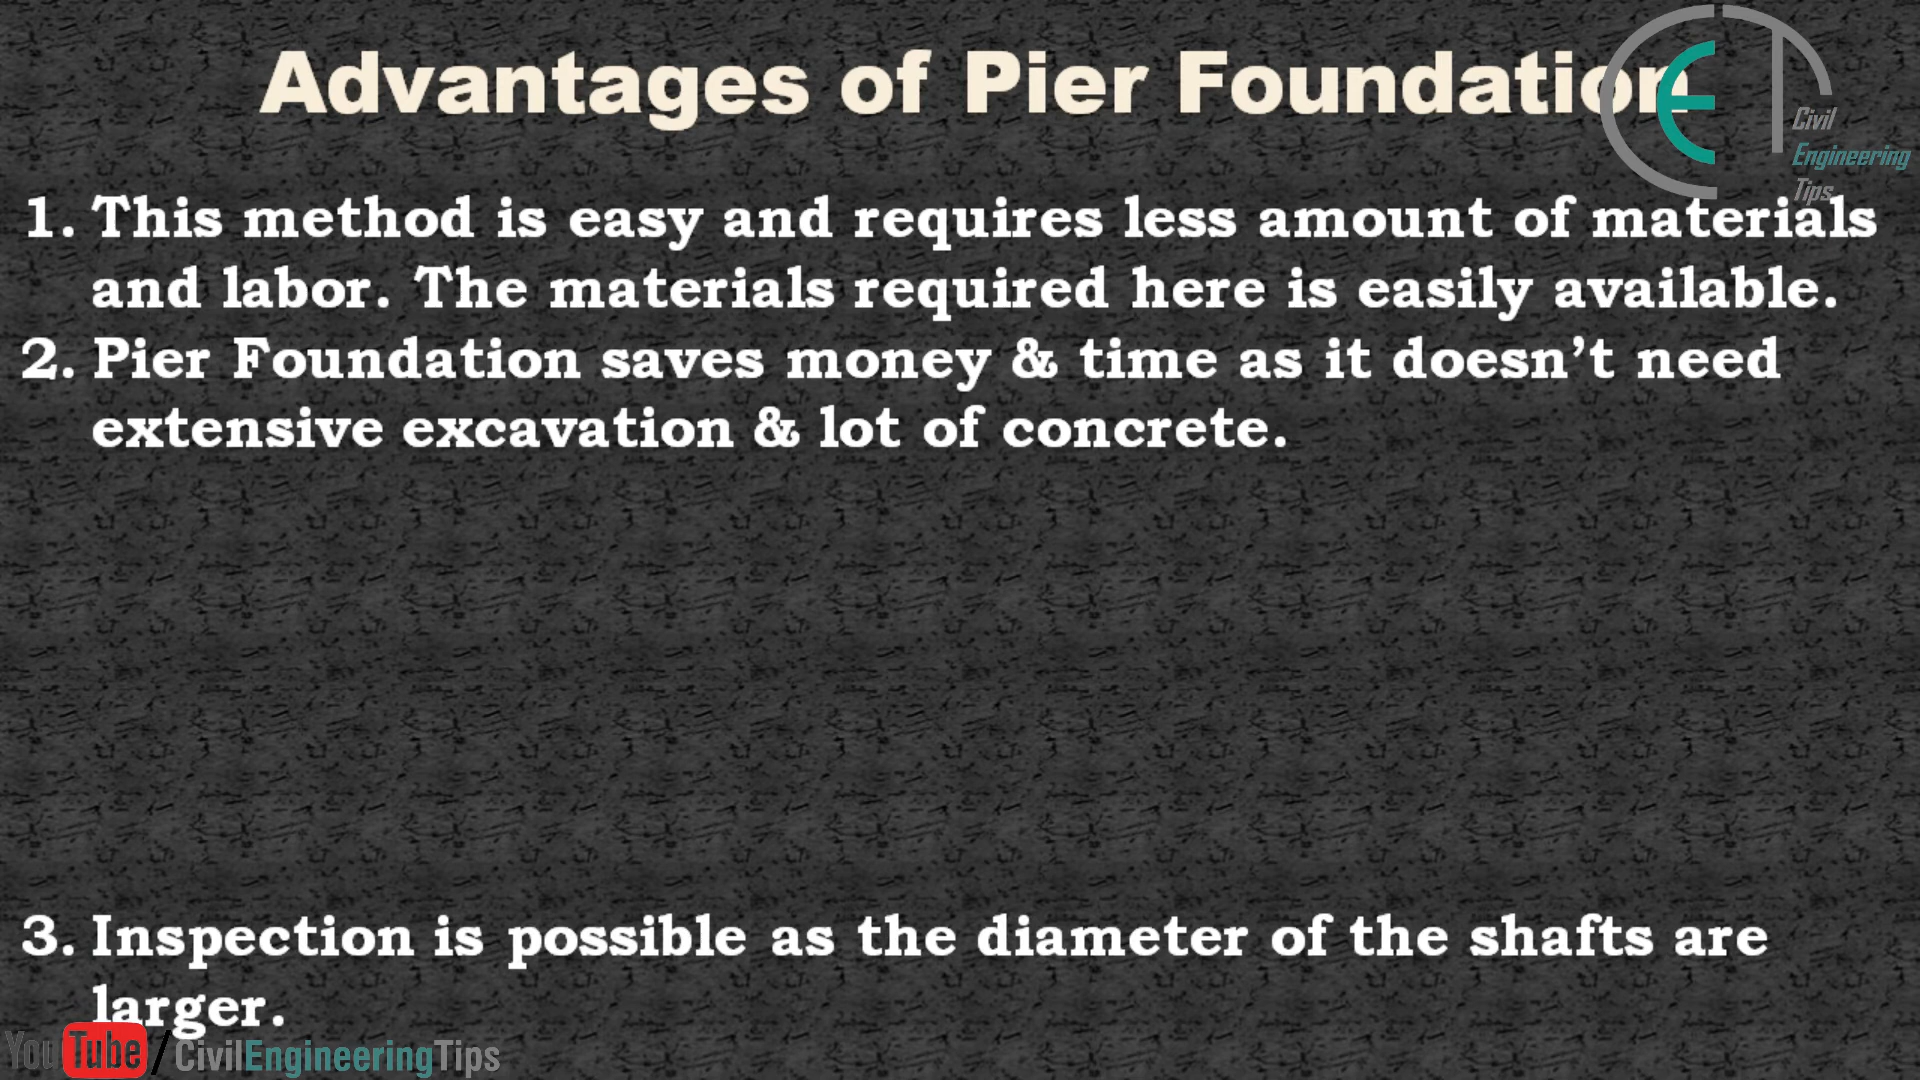 Advantages of Pier Foundation
Civil
Engineering
Tips
1. This method is easy and requires less amount of materials
and labor. The materials required here is easily available.
2. Pier Foundation saves money & time as it doesn’t need
extensive excavation & lot of concrete.
3. Inspection is possible as the diameter of the shafts are
larger.
YouTube/CivilEngineeringTips